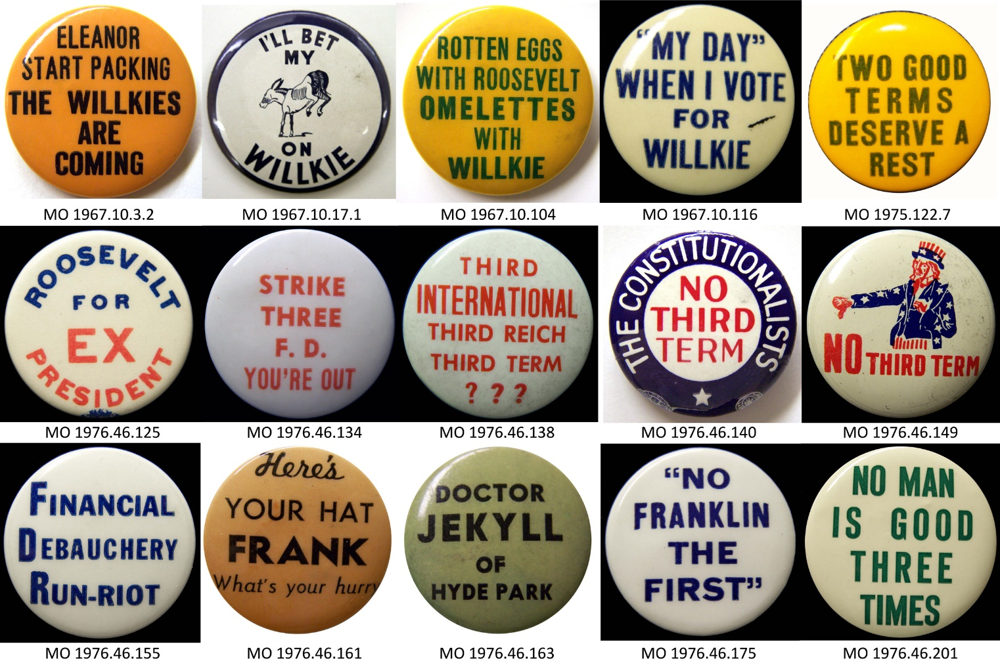 ELEANOR
START PACKING
THE WILLKIES
ARE
COMING
I'LL BET
MY
ON
WILLKIE
ROTTEN EGGS
WITH ROOSEVELT
OMELETTES
WITH
WILLKIE
"MY DAY"
WHEN I VOTE
FOR
WILLKIE
TWO GOOD
TERMS
DESERVE A
REST
MO 1967.10.3.2
MO 1967.10.17.1
MO 1967.10.104
MO 1967.10.116
MO 1975.122.7
ROOSEVELT
FOR
EX
PRESIDENT
STRIKE
THREE
F. D.
YOU'RE OUT
THIRD
INTERNATIONAL
THIRD REICH
THIRD TERM
? ? ?
THE CONSTITUTIONALISTS
NO
THIRD
TERM
NO THIRD TERM
MO 1976.46.125
MO 1976.46.134
MO 1976.46.138
MO 1976.46.140
MO 1976.46.149
FINANCIAL
DEBAUCHERY
RUN-RIOT
Here's
YOUR HAT
FRANK
What's your hurry
DOCTOR
JEKYLL
OF
HYDE PARK
"NO
FRANKLIN
THE
FIRST"
NO MAN
IS GOOD
THREE
TIMES
MO 1976.46.155
MO 1976.46.161
MO 1976.46.163
MO 1976.46.175
MO 1976.46.201